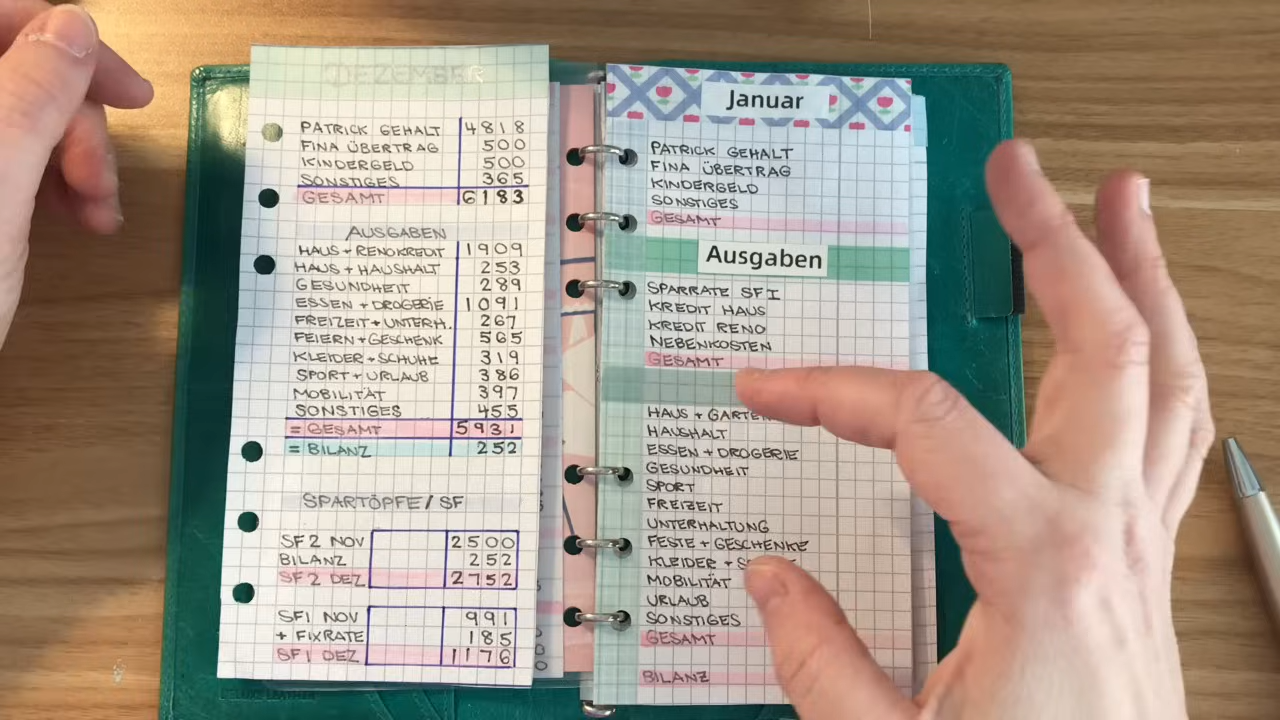 DEZEMBER
PATRICK GEHALT 4818
FINA ÜBERTRAG 500
KINDERGELD 500
SONSTIGES 365
GESAMT 6183
AUSGABEN
HAUS + RENOKREDIT 1909
HAUS + HAUSHALT 253
GESUNDHEIT 289
ESSEN + DROGERIE 1091
FREIZEIT + UNTERH. 267
FEIERN + GESCHENK 565
KLEIDER + SCHUHE 319
SPORT + URLAUB 386
MOBILITÄT 397
SONSTIGES 455
= GESAMT 5931
= BILANZ 252
SPARTÖPFE / SF
SF2 NOV 2500
BILANZ 252
SF2 DEZ 2752
SF1 NOV 991
+ FIXRATE 185
SF1 DEZ 1176
DELUXE LEATHER
Januar
PATRICK GEHALT
FINA ÜBERTRAG
KINDERGELD
SONSTIGES
GESAMT
Ausgaben
SPARRATE SF I
KREDIT HAUS
KREDIT RENO
NEBENKOSTEN
GESAMT
HAUS + GARTEN
HAUSHALT
ESSEN + DROGERIE
GESUNDHEIT
SPORT
FREIZEIT
UNTERHALTUNG
FESTE + GESCHENKE
KLEIDER +
MOBILITÄT
URLAUB
SONSTIGES
GESAMT
BILANZ